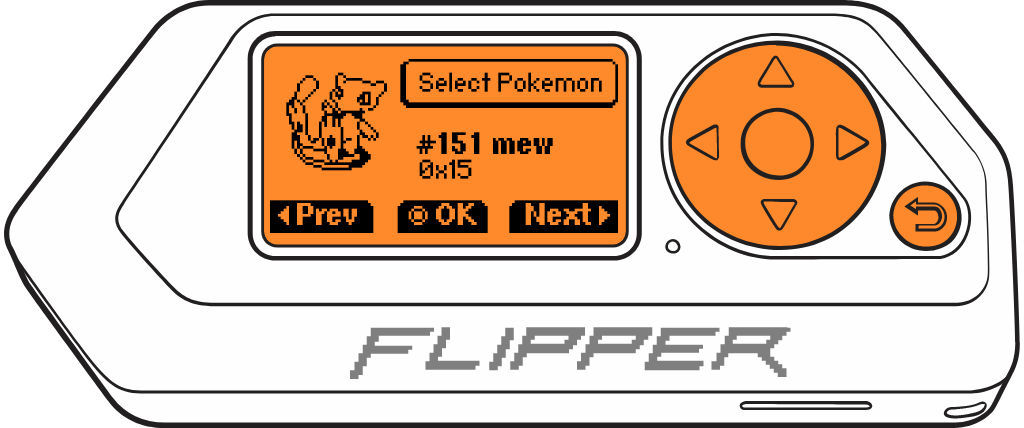 Select Pokemon
#151 mew
0x15
Prev OK Next
FLIPPER